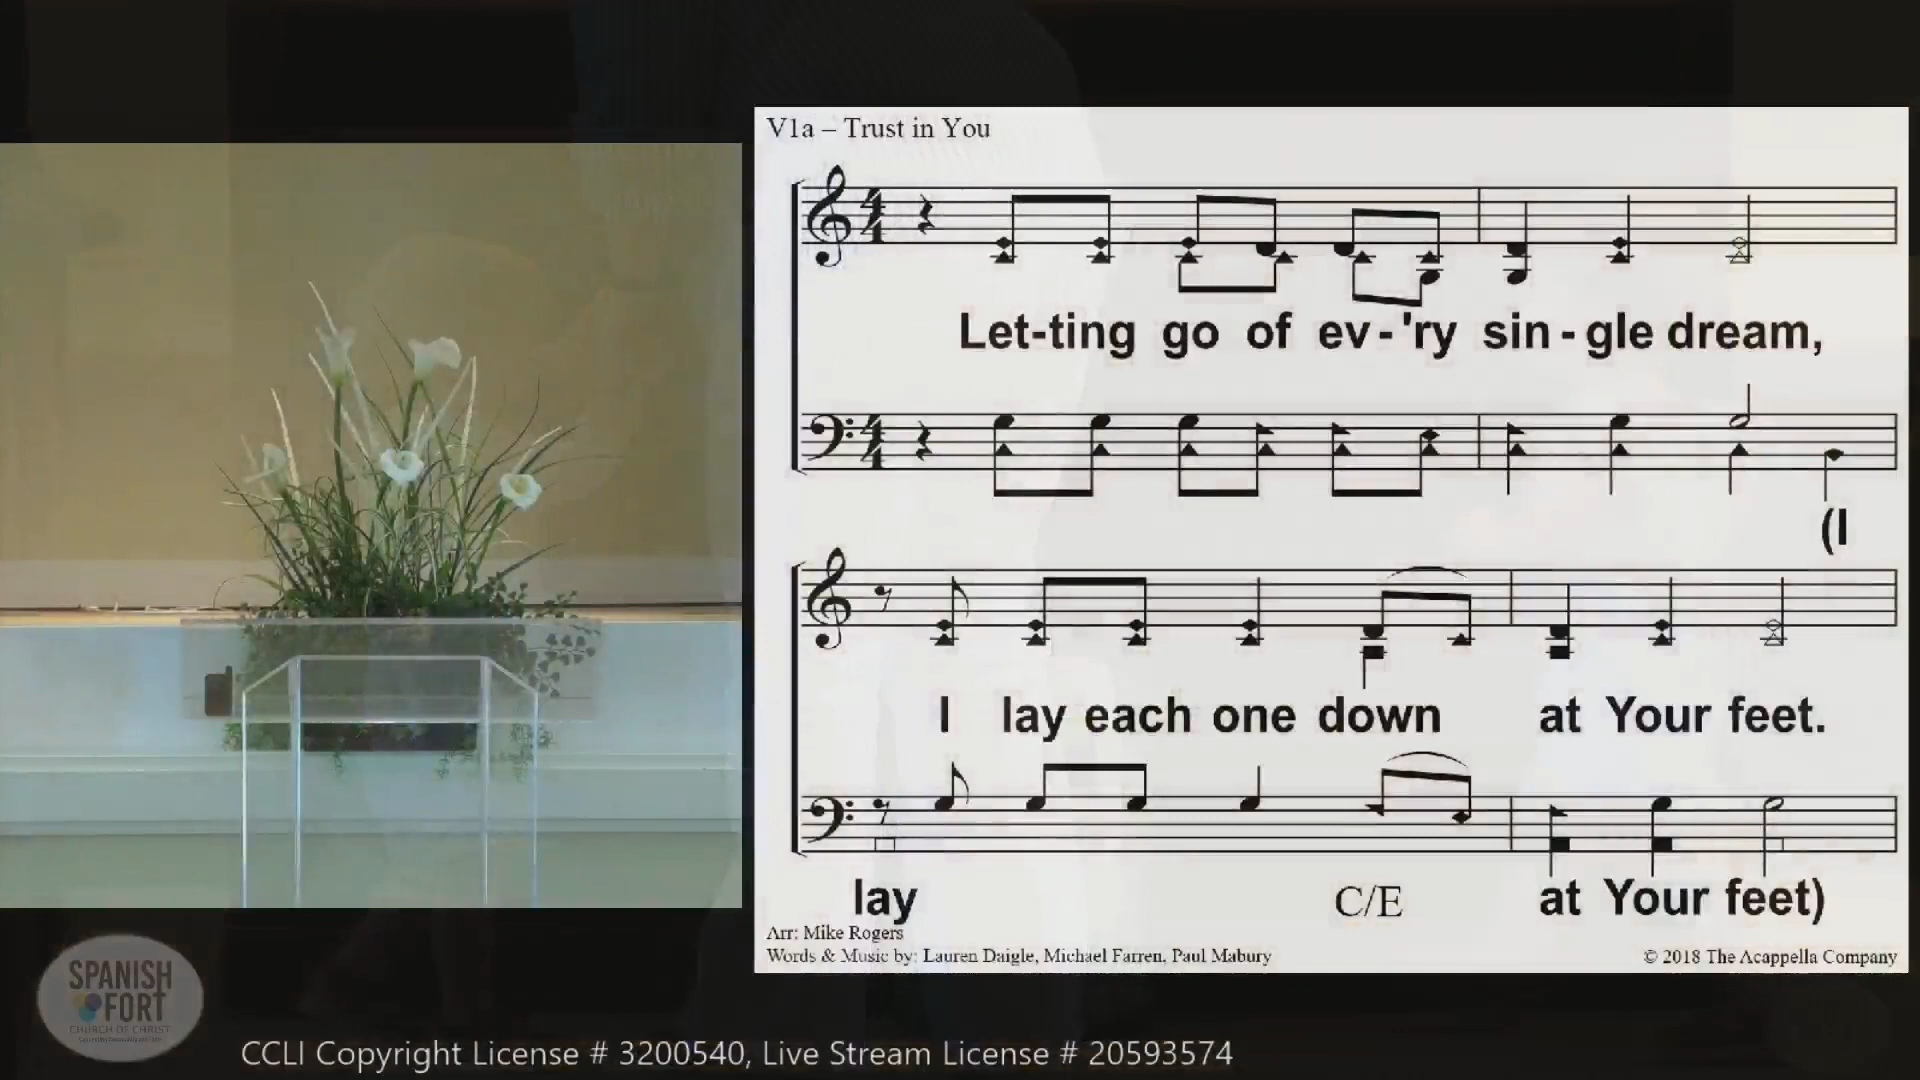 V1a – Trust in You
Let-ting go of ev-'ry sin-gle dream,
(I
I lay each one down at Your feet.
lay C/E at Your feet)
Arr: Mike Rogers
Words & Music by: Lauren Daigle, Michael Farren, Paul Mabury
© 2018 The Acappella Company
SPANISH
FORT
CHURCH OF CHRIST
CCLI Copyright License # 3200540, Live Stream License # 20593574